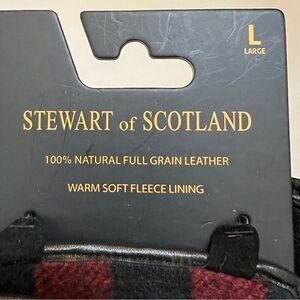 L
LARGE
STEWART of SCOTLAND
100% NATURAL FULL GRAIN LEATHER
WARM SOFT FLEECE LINING